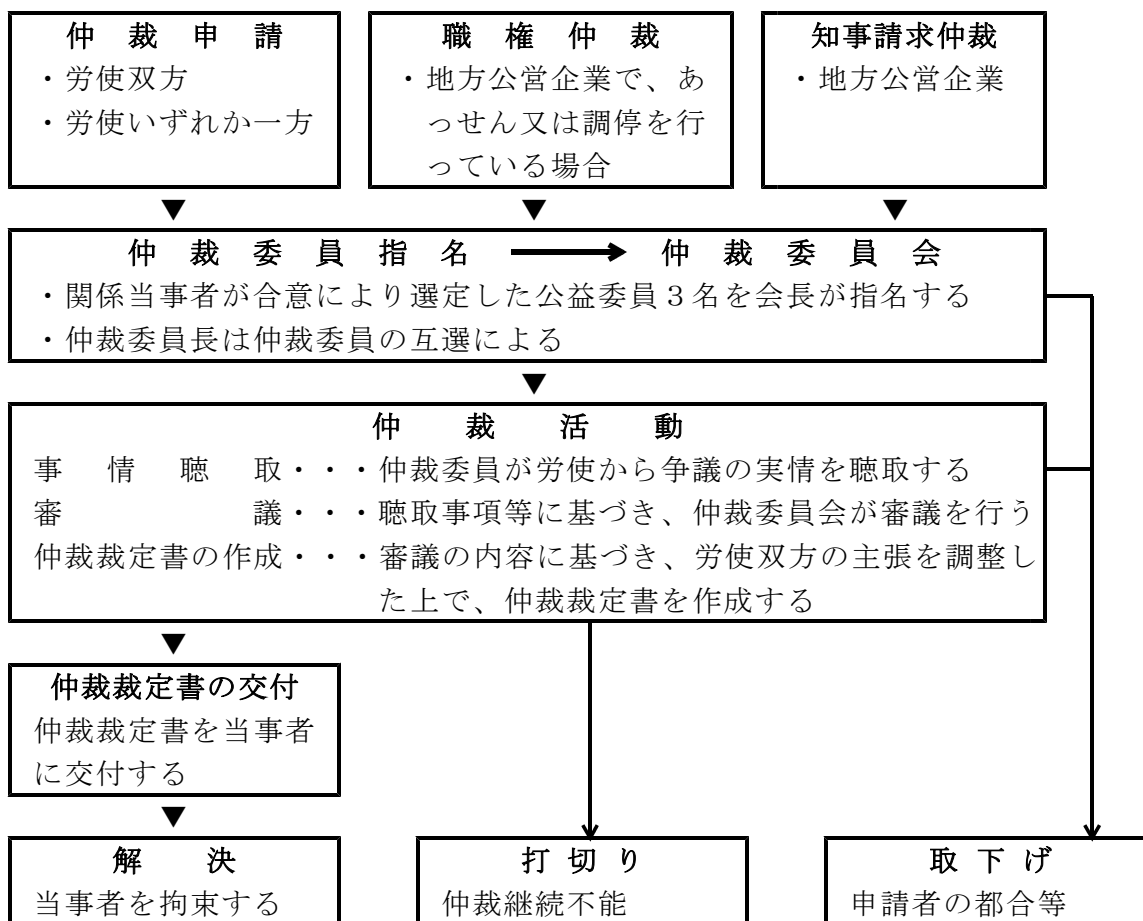 仲裁申請
・労使双方
・労使いずれか一方
職権仲裁
・地方公営企業で、あ
っせん又は調停を行
っている場合
知事請求仲裁
・地方公営企業
▼ ▼ ▼
仲裁委員指名 → 仲裁委員会
・関係当事者が合意により選定した公益委員3名を会長が指名する
・仲裁委員長は仲裁委員の互選による
▼
仲裁活動
事情聴取・・・仲裁委員が労使から争議の実情を聴取する
審議・・・聴取事項等に基づき、仲裁委員会が審議を行う
仲裁裁定書の作成・・・審議の内容に基づき、労使双方の主張を調整し
た上で、仲裁裁定書を作成する
▼
仲裁裁定書の交付
仲裁裁定書を当事者
に交付する
▼
解決
当事者を拘束する
打切り
仲裁継続不能
取下げ
申請者の都合等